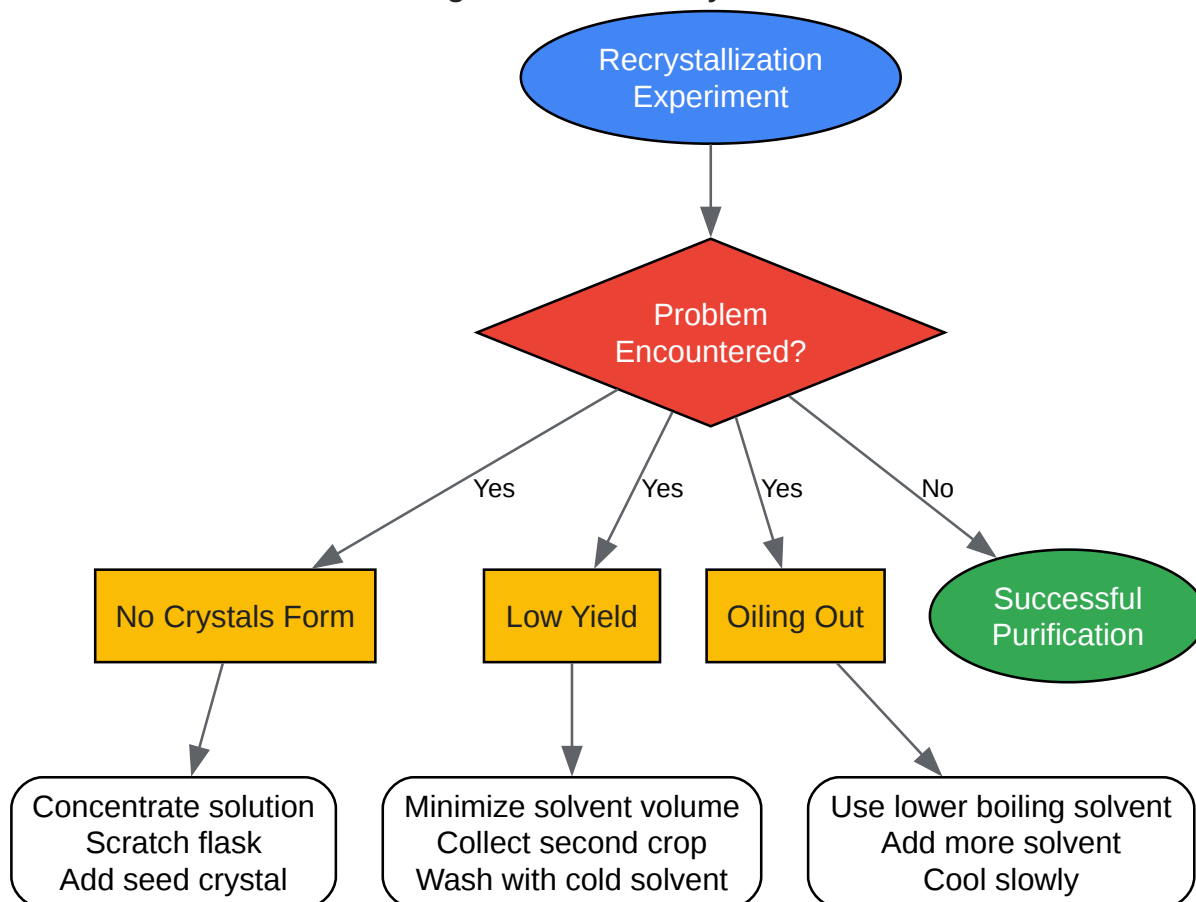 Recrystallization
Experiment
Problem
Encountered?
Yes
Yes
Yes
No
No Crystals Form
Low Yield
Oiling Out
Successful
Purification
Concentrate solution
Scratch flask
Add seed crystal
Minimize solvent volume
Collect second crop
Wash with cold solvent
Use lower boiling solvent
Add more solvent
Cool slowly